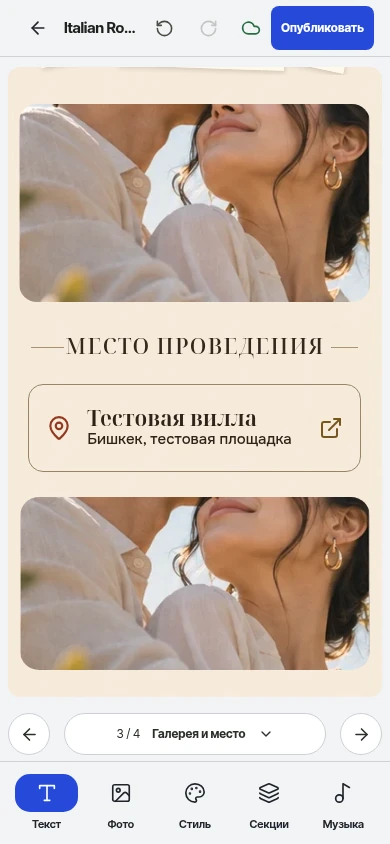 Italian Ro...
Опубликовать
МЕСТО ПРОВЕДЕНИЯ
Тестовая вилла
Бишкек, тестовая площадка
3 / 4 Галерея и место
Текст
Фото
Стиль
Секции
Музыка